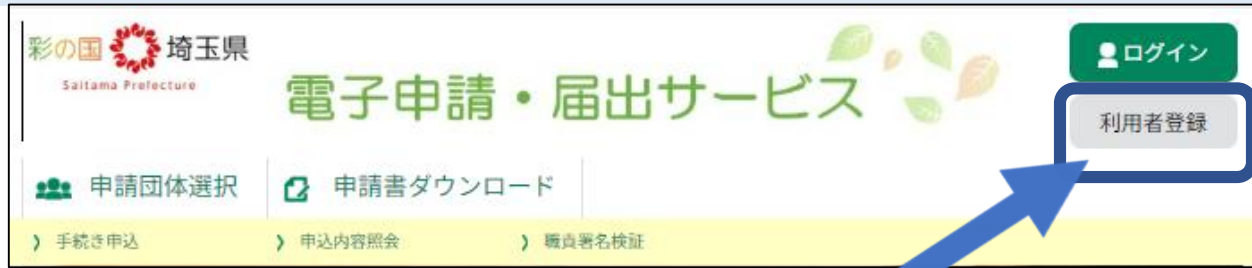 彩の国 埼玉県
Saitama Prefecture
電子申請・届出サービス
ログイン
利用者登録
申請団体選択
申請書ダウンロード
手続き申込
申込内容照会
職責署名検証